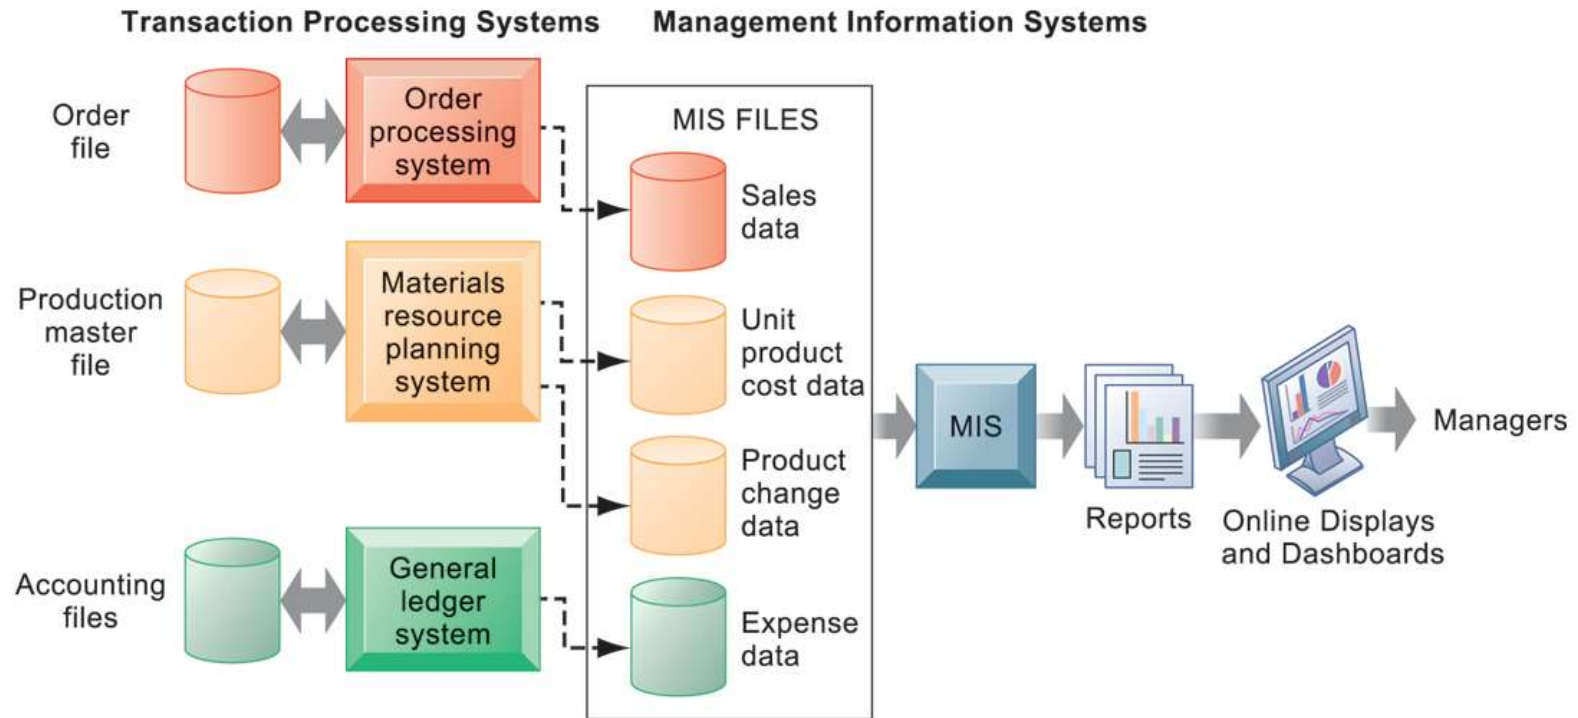 Transaction Processing Systems
Management Information Systems
Order
file
Order
processing
system
MIS FILES
Sales
data
Production
master
file
Materials
resource
planning
system
Unit
product
cost data
Product
change
data
Accounting
files
General
ledger
system
Expense
data
MIS
Reports
Online Displays
and Dashboards
Managers